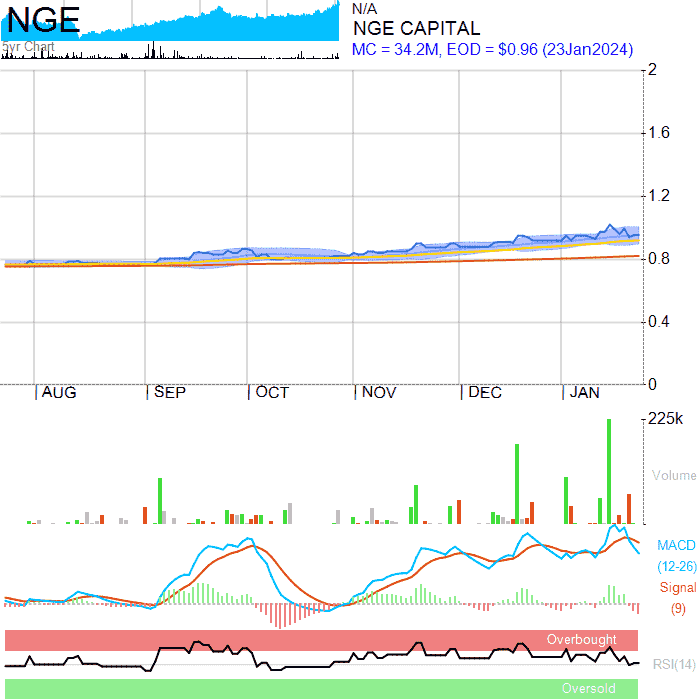 NGE
5yr Chart
N/A
NGE CAPITAL
MC = 34.2M, EOD = $0.96 (23Jan2024)
2
1.6
1.2
0.8
0.4
0
AUG SEP OCT NOV DEC JAN
225k
Volume
MACD
(12-26)
Signal
(9)
Overbought
RSI(14)
Oversold